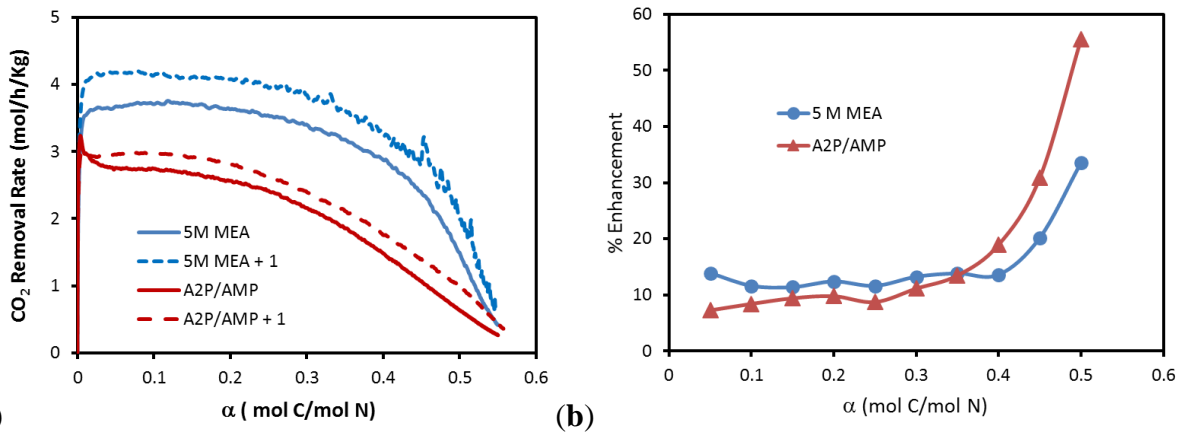 5
4
3
2
1
0
CO₂ Removal Rate (mol/h/Kg)
5M MEA
5M MEA + 1
A2P/AMP
A2P/AMP + 1
0 0.1 0.2 0.3 0.4 0.5 0.6
α ( mol C/mol N)
)
60
50
40
30
20
10
0
% Enhancement
5 M MEA
A2P/AMP
0 0.1 0.2 0.3 0.4 0.5 0.6
α (mol C/mol N)
(b)